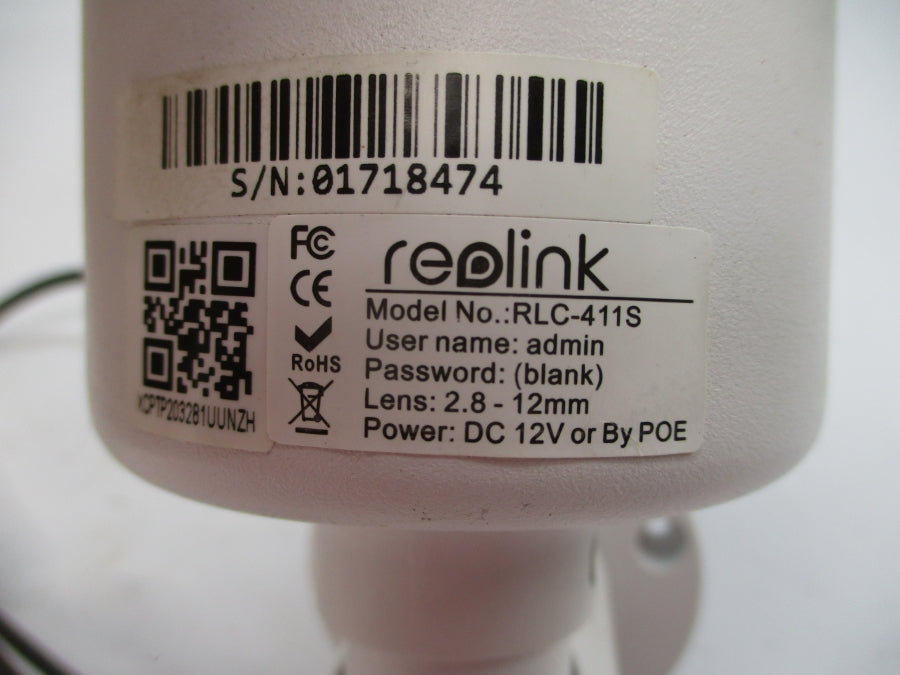 S/N:01718474
FC
CE
RoHS
reolink
Model No.:RLC-411S
User name: admin
Password: (blank)
Lens: 2.8 - 12mm
Power: DC 12V or By POE
XCPTP203281UUNZH